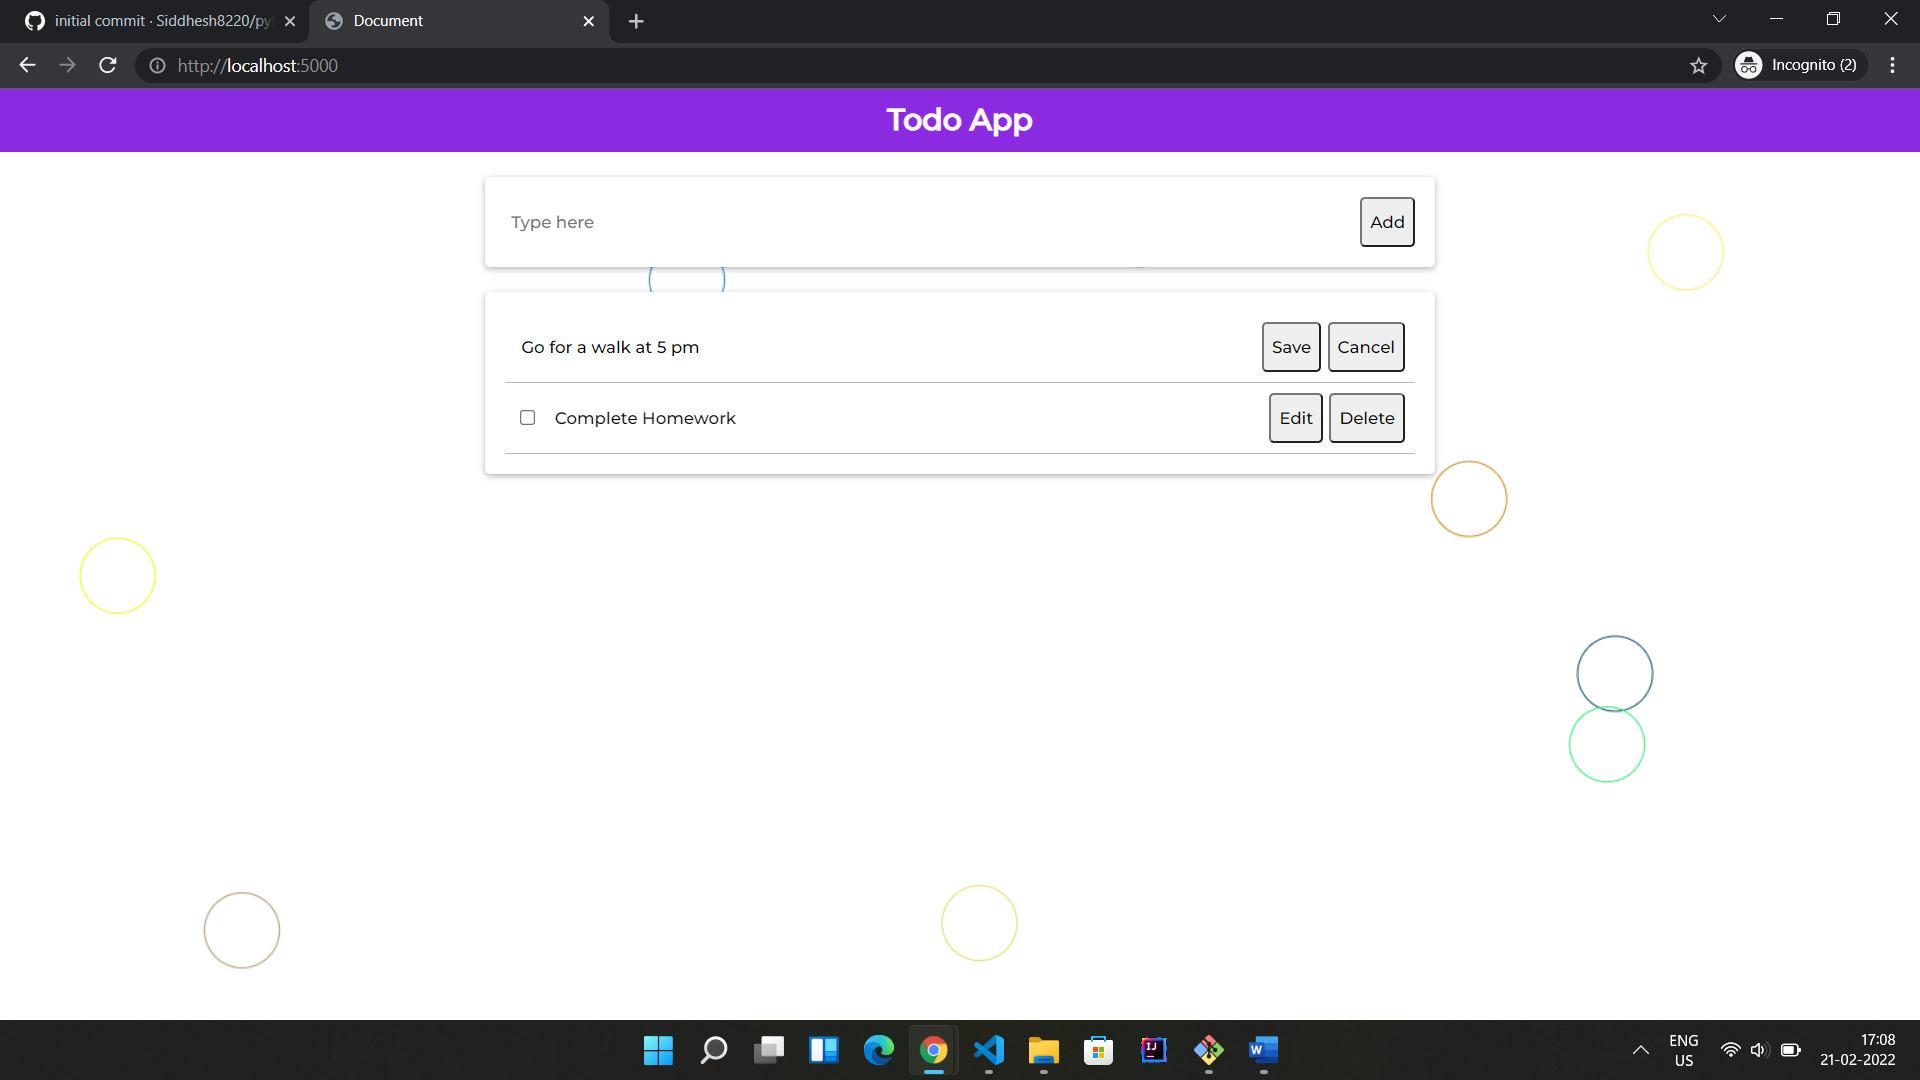 initial commit · Siddhesh8220/py
Document
http://localhost:5000
Incognito (2)
Todo App
Type here
Add
Go for a walk at 5 pm
Save
Cancel
Complete Homework
Edit
Delete
ENG
US
17:08
21-02-2022